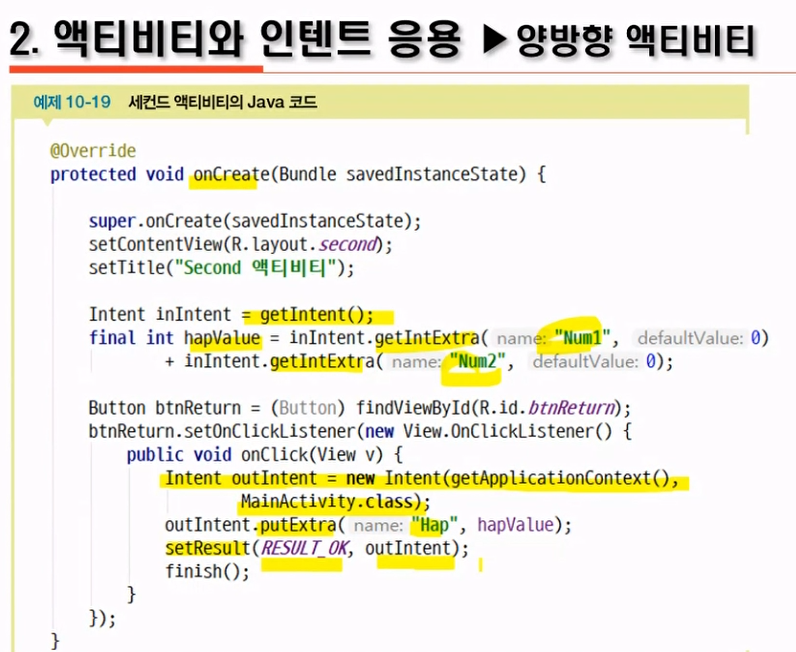 2. 액티비티와 인텐트 응용 ▶양방향 액티비티
예제 10-19 세컨드 액티비티의 Java 코드
@Override
protected void onCreate(Bundle savedInstanceState) {
super.onCreate(savedInstanceState);
setContentView(R.layout.second);
setTitle("Second 액티비티");
Intent inIntent = getIntent();
final int hapValue = inIntent.getIntExtra( name: "Num1", defaultValue: 0)
+ inIntent.getIntExtra( name: "Num2", defaultValue: 0);
Button btnReturn = (Button) findViewById(R.id.btnReturn);
btnReturn.setOnClickListener(new View.OnClickListener() {
public void onClick(View v) {
Intent outIntent = new Intent(getApplicationContext(),
MainActivity.class);
outIntent.putExtra( name: "Hap", hapValue);
setResult(RESULT_OK, outIntent);
finish();
}
});
}